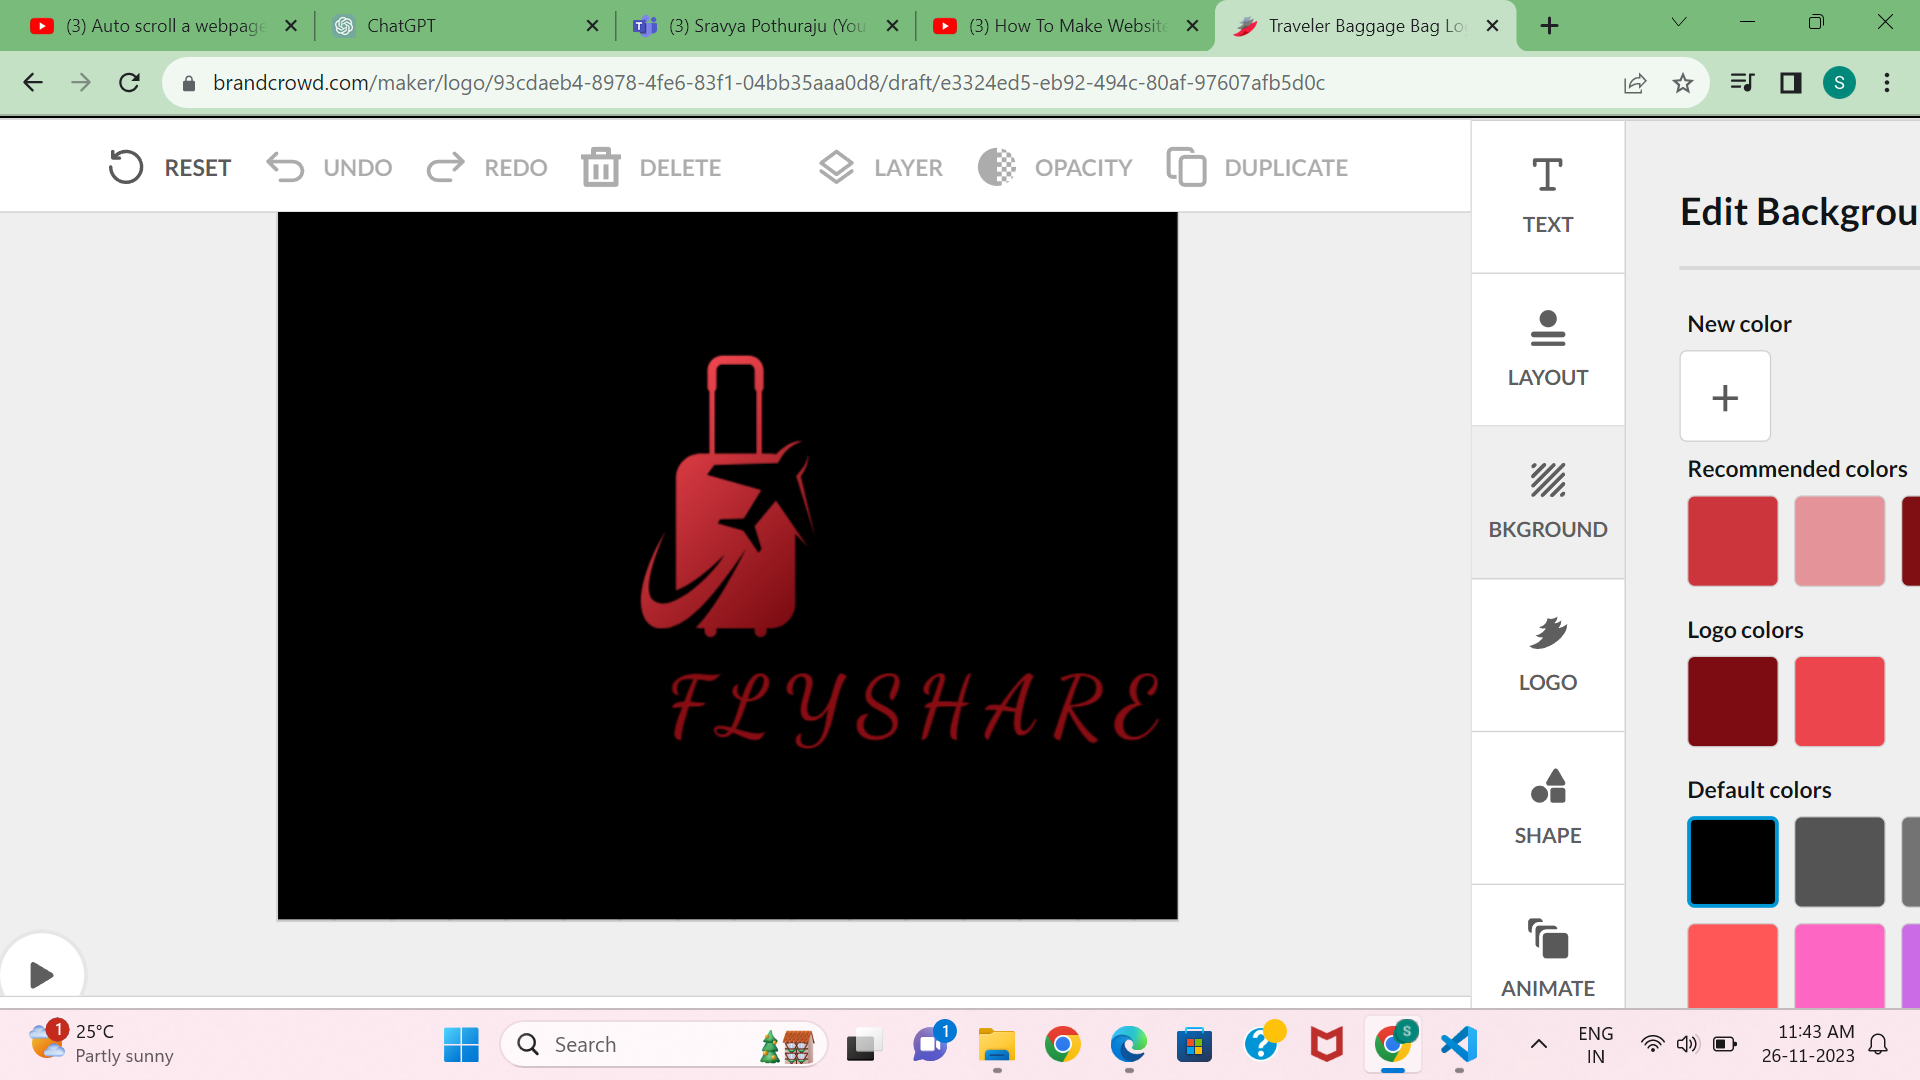 (3) Auto scroll a webpage
ChatGPT
(3) Sravya Pothuraju (You
(3) How To Make Website
Traveler Baggage Bag Lo
brandcrowd.com/maker/logo/93cdaeb4-8978-4fe6-83f1-04bb35aaa0d8/draft/e3324ed5-eb92-494c-80af-97607afb5d0c
S
RESET
UNDO
REDO
DELETE
LAYER
OPACITY
DUPLICATE
FLYSHARE
TEXT
LAYOUT
BKGROUND
LOGO
SHAPE
ANIMATE
Edit Backgrou
New color
Recommended colors
Logo colors
Default colors
1
25°C
Partly sunny
Search
1
S
ENG
IN
11:43 AM
26-11-2023